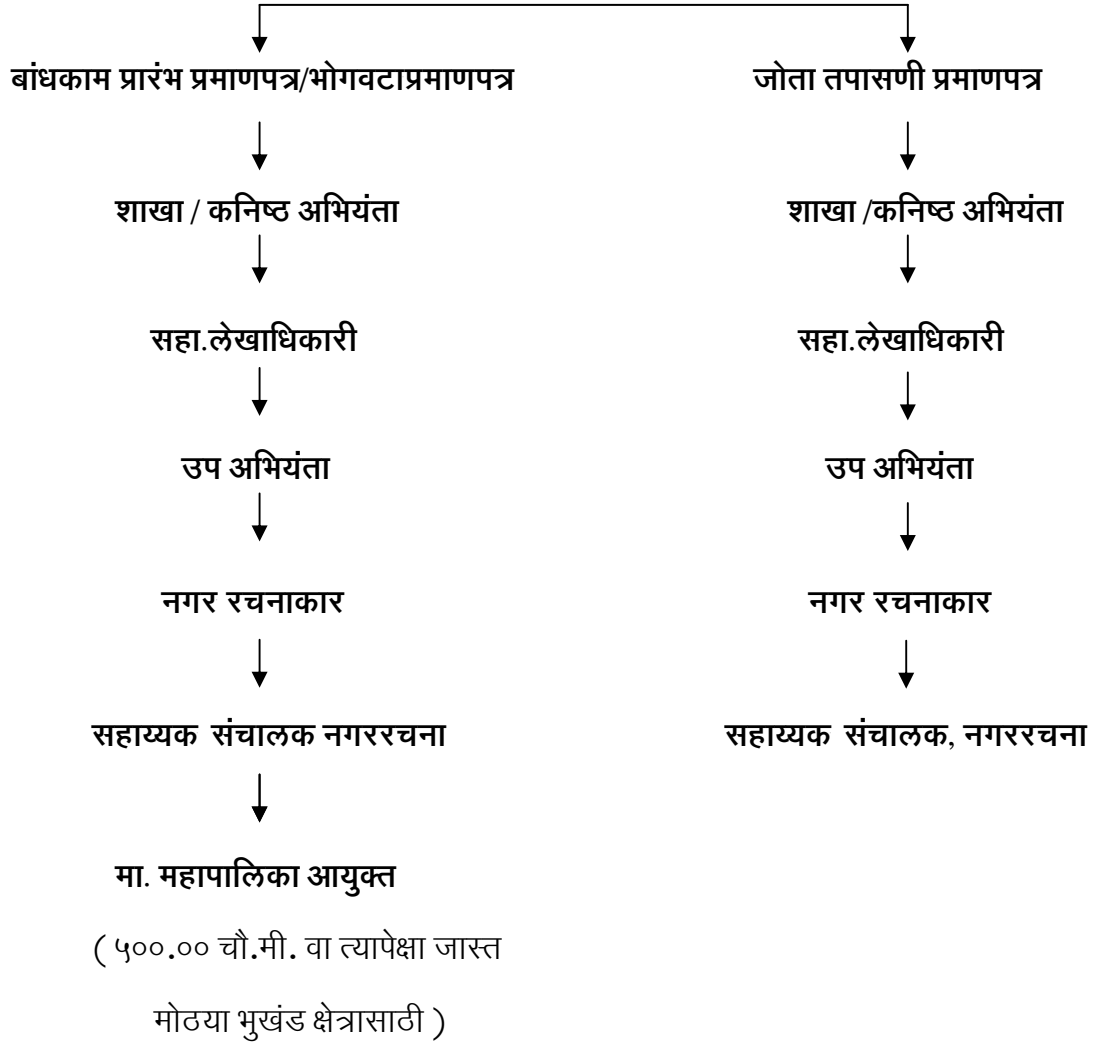 बांधकाम प्रारंभ प्रमाणपत्र/भोगवटाप्रमाणपत्र
जोता तपासणी प्रमाणपत्र
शाखा / कनिष्ठ अभियंता
शाखा /कनिष्ठ अभियंता
सहा.लेखाधिकारी
सहा.लेखाधिकारी
उप अभियंता
उप अभियंता
नगर रचनाकार
नगर रचनाकार
सहाय्यक संचालक नगररचना
सहाय्यक संचालक, नगररचना
मा. महापालिका आयुक्त
( ५००.०० चौ.मी. वा त्यापेक्षा जास्त
मोठया भुखंड क्षेत्रासाठी )